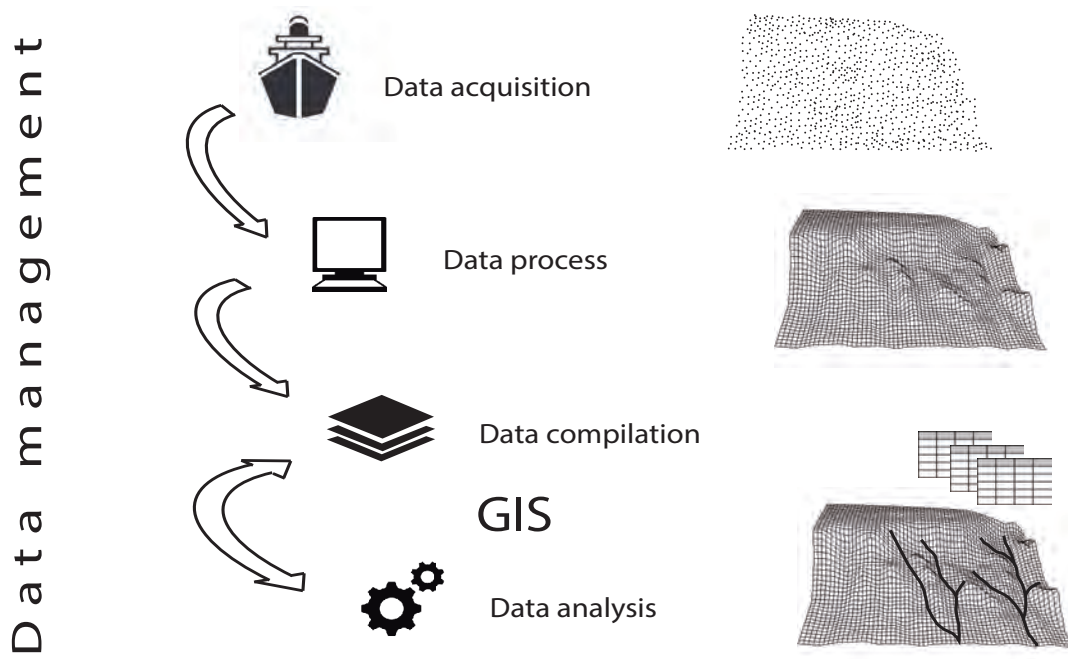 Data management
Data acquisition
Data process
Data compilation
GIS
Data analysis